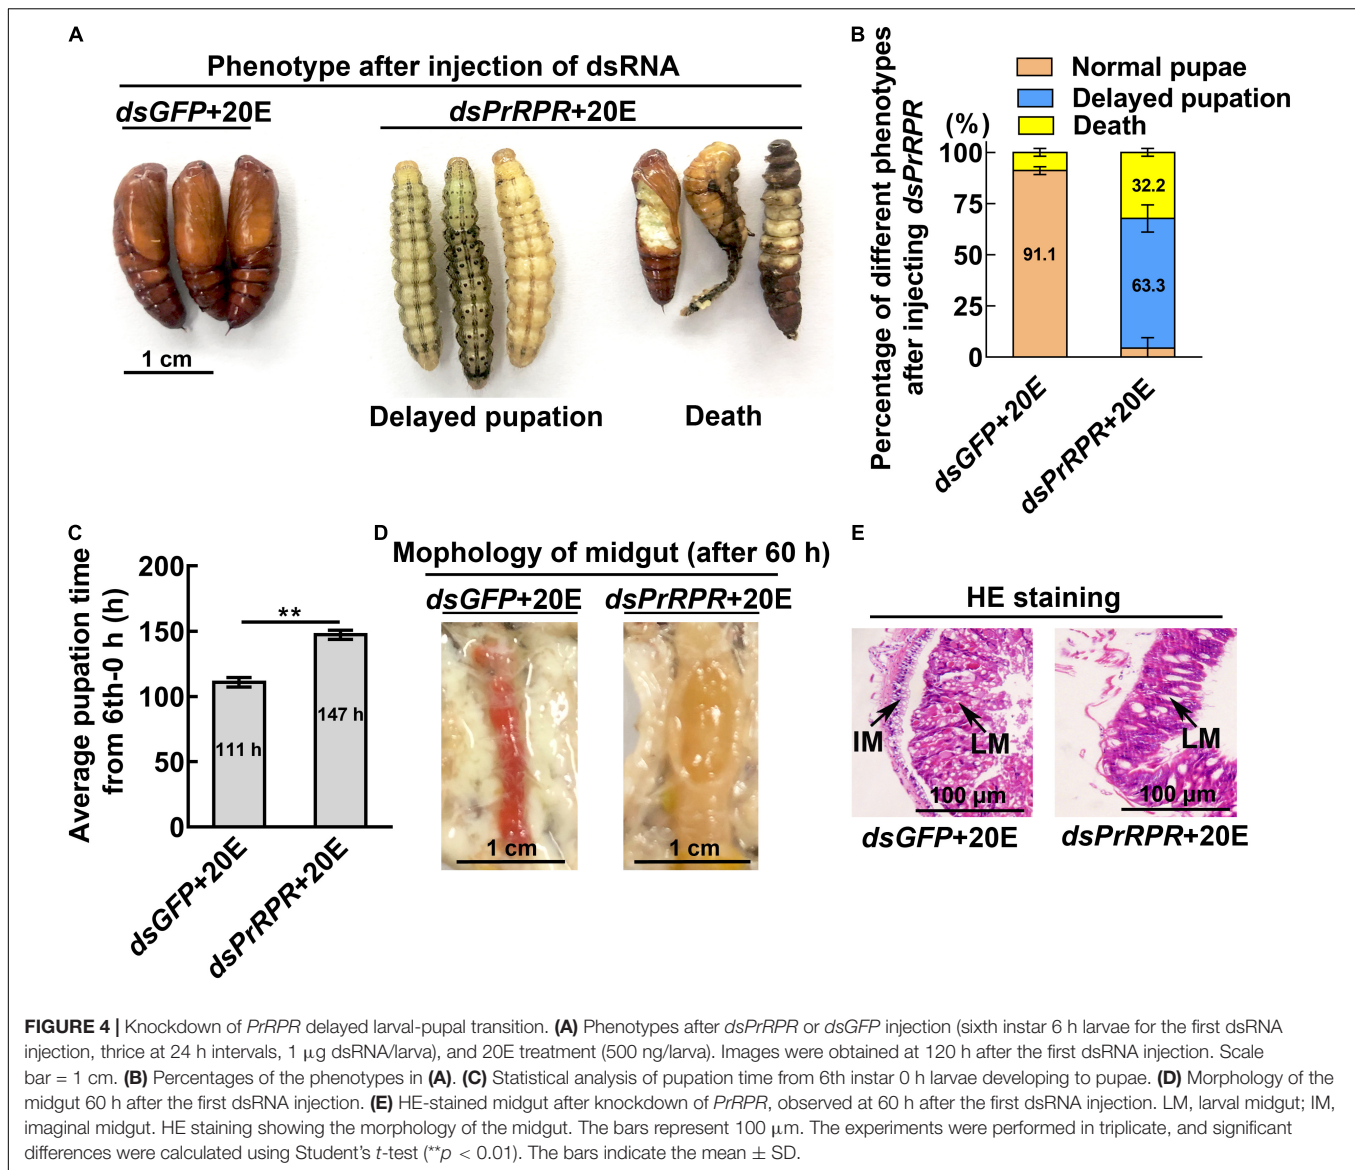 A
Phenotype after injection of dsRNA
dsGFP+20E
dsPrRPR+20E
1 cm
Delayed pupation
Death
B
Percentage of different phenotypes
after injecting dsPrRPR
Normal pupae
Delayed pupation
Death
(%)
100
75
50
25
0
91.1
32.2
63.3
dsGFP+20E
dsPrRPR+20E
C
Average pupation time
from 6th-0 h (h)
200
150
100
50
0
**
111 h
147 h
dsGFP+20E
dsPrRPR+20E
D
Mophology of midgut (after 60 h)
dsGFP+20E
dsPrRPR+20E
1 cm
1 cm
E
HE staining
IM
LM
LM
100 µm
100 µm
dsGFP+20E
dsPrRPR+20E
FIGURE 4 | Knockdown of PrRPR delayed larval-pupal transition. (A) Phenotypes after dsPrRPR or dsGFP injection (sixth instar 6 h larvae for the first dsRNA
injection, thrice at 24 h intervals, 1 µg dsRNA/larva), and 20E treatment (500 ng/larva). Images were obtained at 120 h after the first dsRNA injection. Scale
bar = 1 cm. (B) Percentages of the phenotypes in (A). (C) Statistical analysis of pupation time from 6th instar 0 h larvae developing to pupae. (D) Morphology of the
midgut 60 h after the first dsRNA injection. (E) HE-stained midgut after knockdown of PrRPR, observed at 60 h after the first dsRNA injection. LM, larval midgut; IM,
imaginal midgut. HE staining showing the morphology of the midgut. The bars represent 100 µm. The experiments were performed in triplicate, and significant
differences were calculated using Student's t-test (**p < 0.01). The bars indicate the mean ± SD.